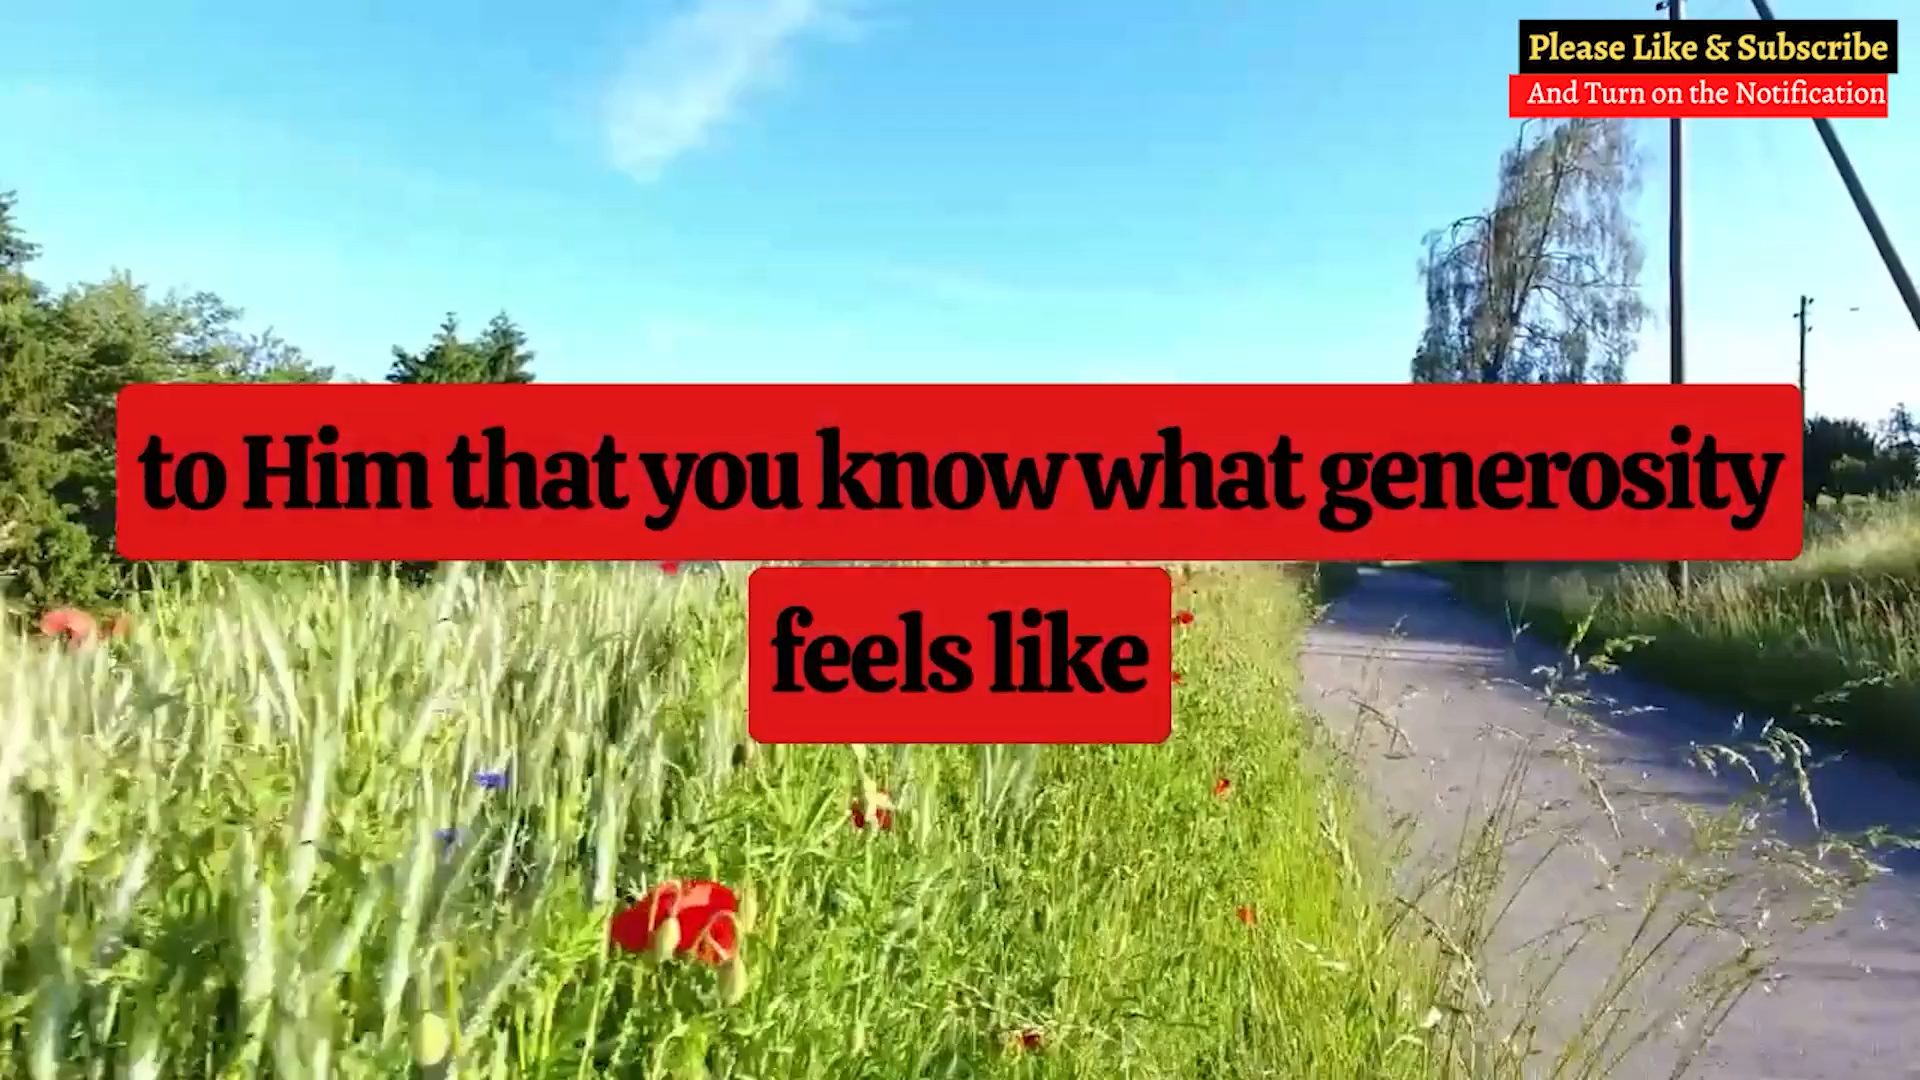 Please Like & Subscribe
And Turn on the Notification
to Him that you know what generosity
feels like